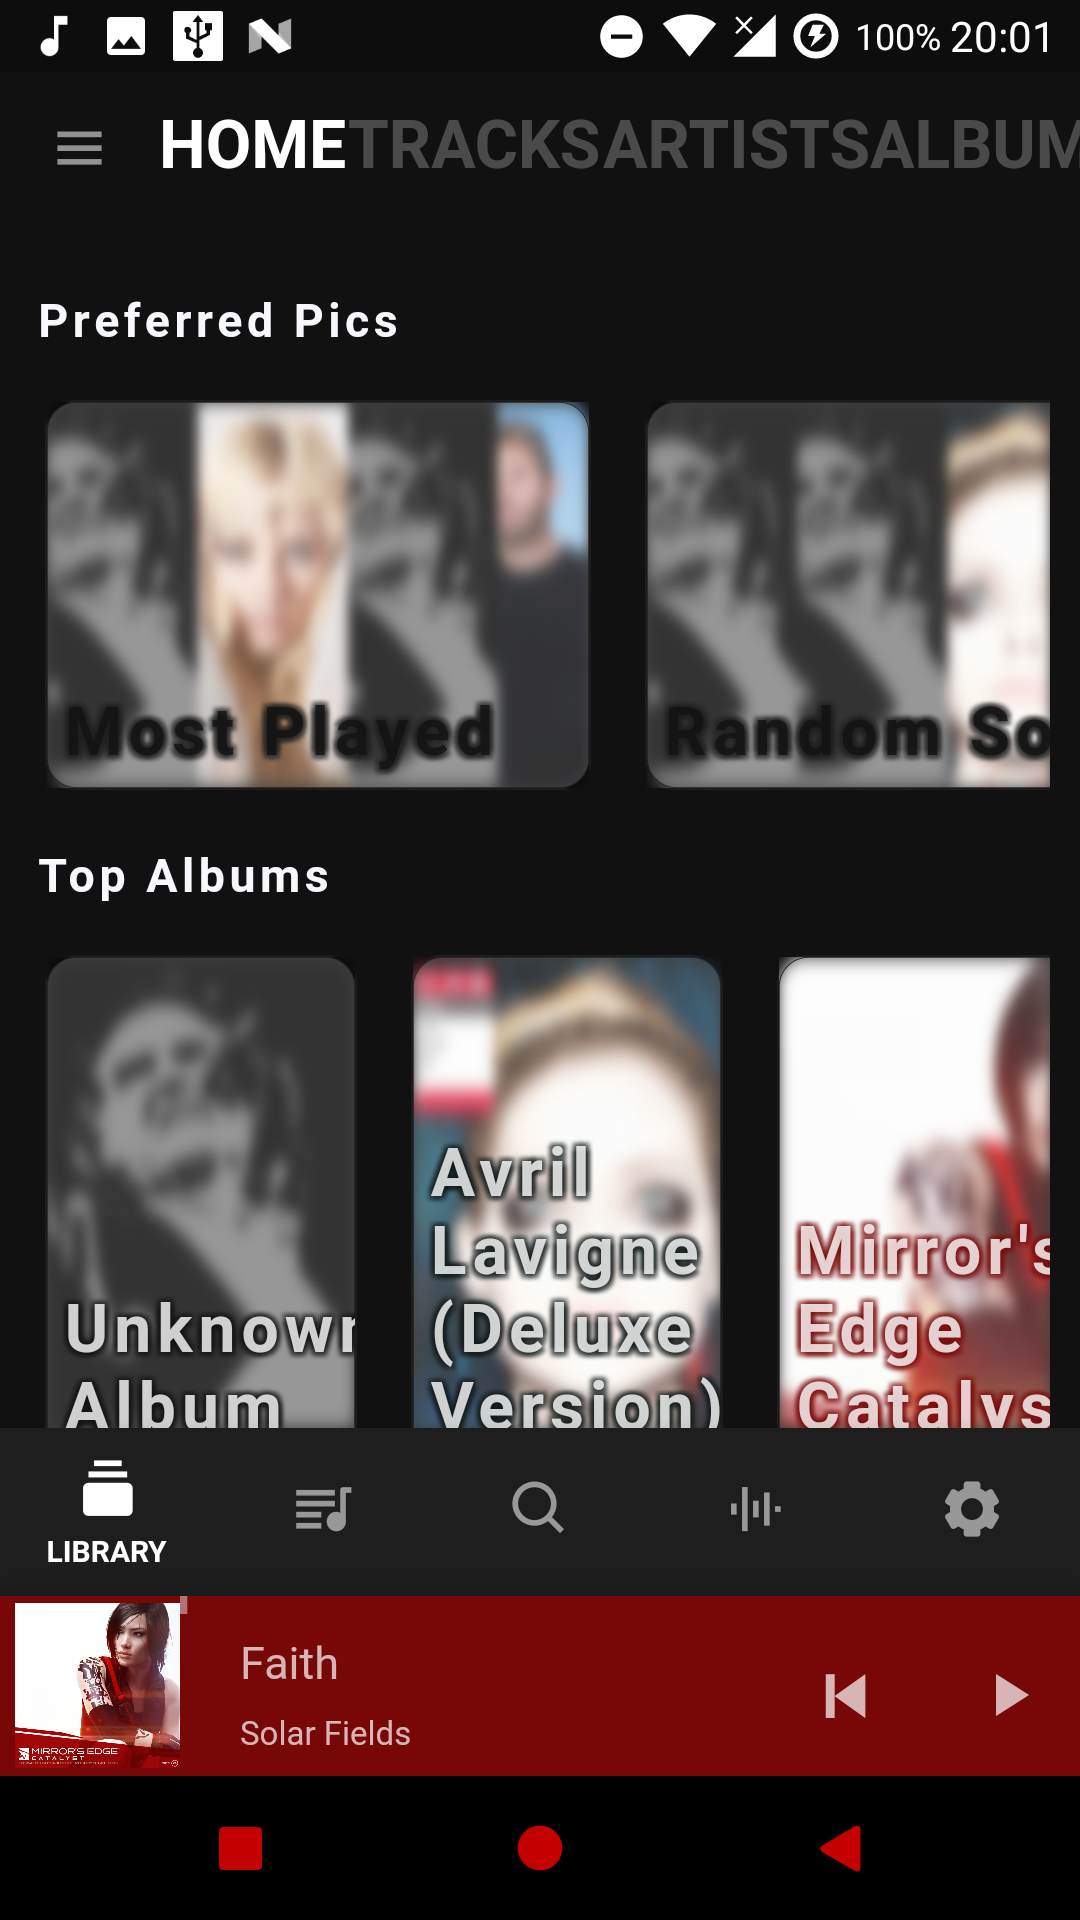 100% 20:01
HOME TRACKS ARTISTS ALBUM
Preferred Pics
Most Played
Random So
Top Albums
Unknown
Album
Avril
Lavigne
(Deluxe
Version)
Mirror's
Edge
Catalys
LIBRARY
MIRROR'S EDGE
CATALYST
Faith
Solar Fields